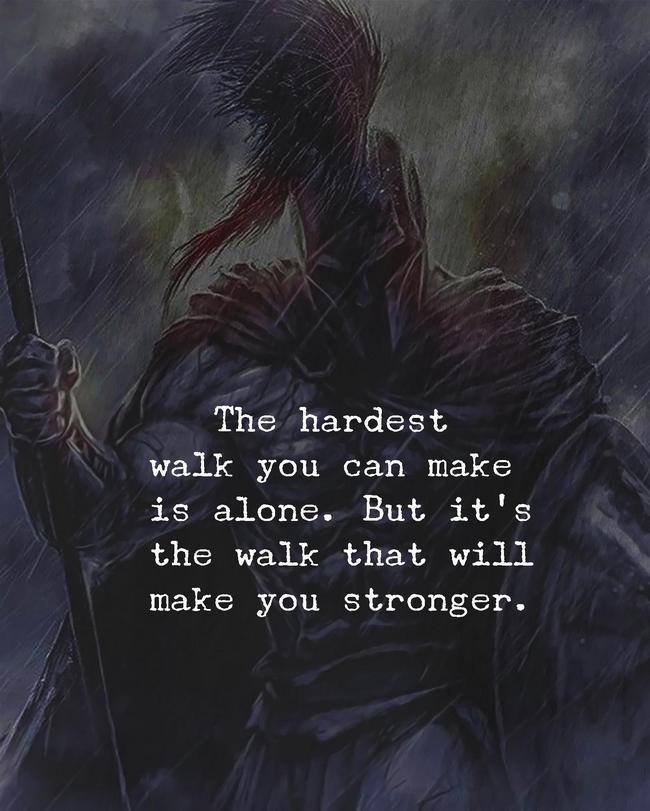 The hardest
walk you can make
is alone. But it's
the walk that will
make you stronger.